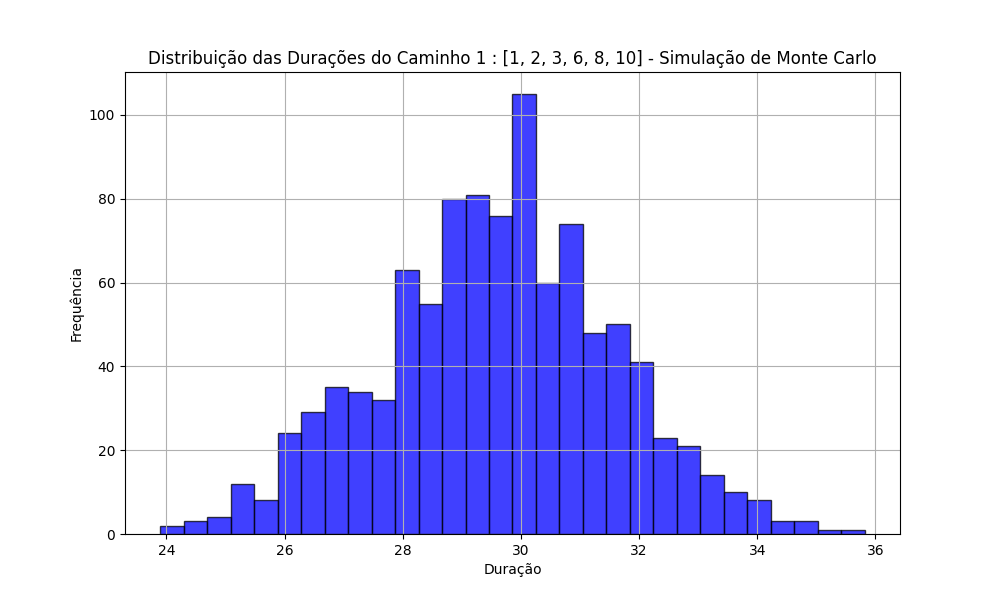 Distribuição das Durações do Caminho 1 : [1, 2, 3, 6, 8, 10] - Simulação de Monte Carlo
100
80
60
40
20
0
Frequência
24 26 28 30 32 34 36
Duração